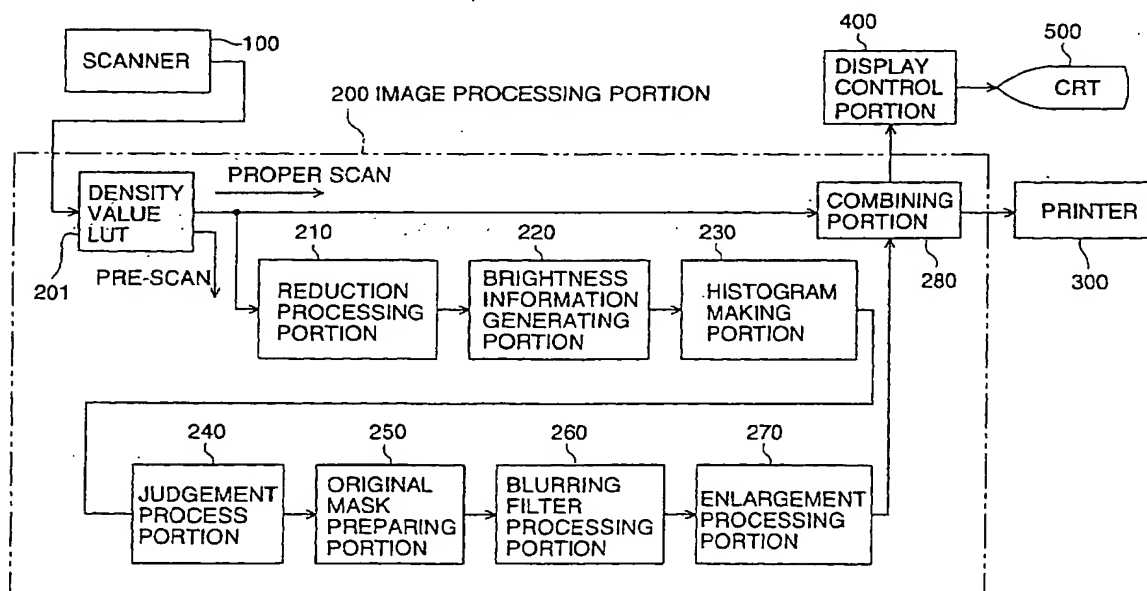 400
500
100
SCANNER
DISPLAY
CONTROL
PORTION
CRT
200 IMAGE PROCESSING PORTION
DENSITY
VALUE
LUT
PROPER SCAN
COMBINING
PORTION
PRINTER
201
PRE-SCAN
210
220
230
280
300
REDUCTION
PROCESSING
PORTION
BRIGHTNESS
INFORMATION
GENERATING
PORTION
HISTOGRAM
MAKING
PORTION
240
250
260
270
JUDGEMENT
PROCESS
PORTION
ORIGINAL
MASK
PREPARING
PORTION
BLURRING
FILTER
PROCESSING
PORTION
ENLARGEMENT
PROCESSING
PORTION